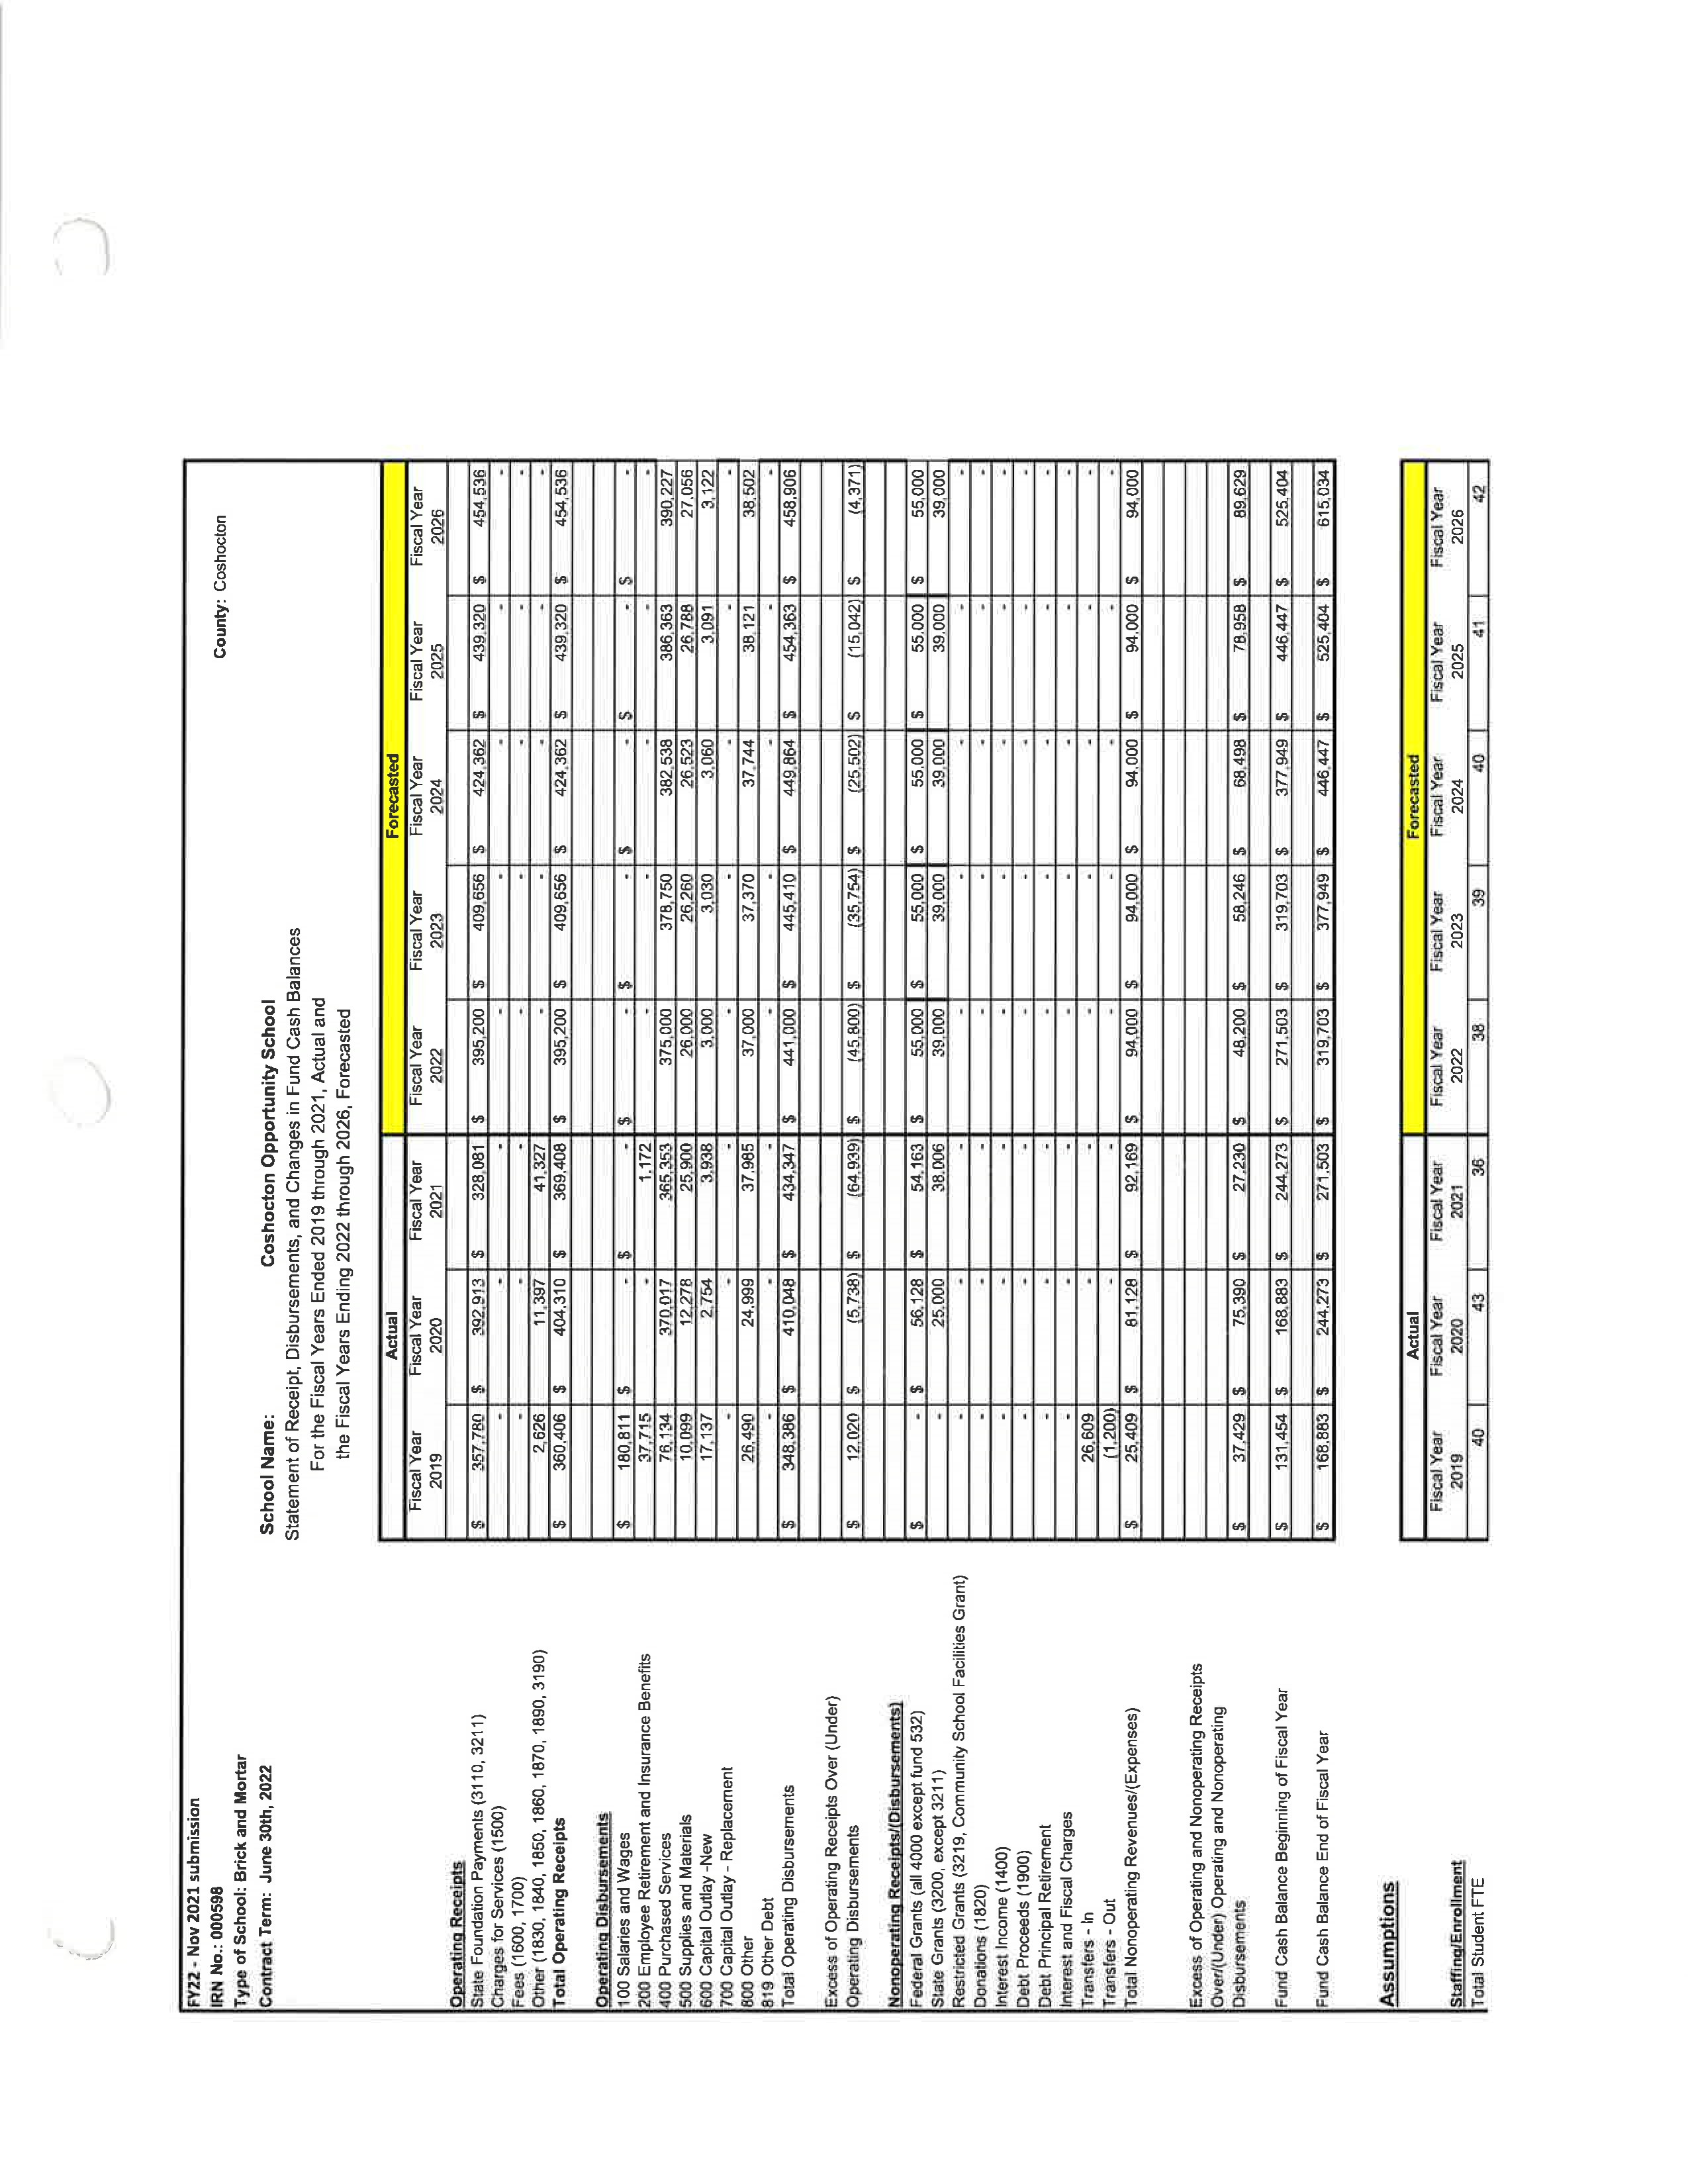 FY22 - Nov 2021 submission
IRN No.: 000598 County: Coshocton
Type of School: Brick and Mortar
Contract Term: June 30th, 2022 School Name: Coshocton Opportunity School
Statement of Receipt, Disbursements, and Changes in Fund Cash Balances
For the Fiscal Years Ended 2019 through 2021, Actual and
the Fiscal Years Ending 2022 through 2026, Forecasted
Actual Forecasted
Fiscal Year Fiscal Year Fiscal Year Fiscal Year Fiscal Year Fiscal Year Fiscal Year Fiscal Year
2019 2020 2021 2022 2023 2024 2025 2026
Operating Receipts
State Foundation Payments (3110, 3211) $ 357,780 $ 392,913 $ 328,081 $ 395,200 $ 409,656 $ 424,362 $ 439,320 $ 454,536
Charges for Services (1500) - - - - - - - -
Fees (1600, 1700) - - - - - - - -
Other (1830, 1840, 1850, 1860, 1870, 1890, 3190) 2,626 11,397 41,327 - - - - -
Total Operating Receipts $ 360,406 $ 404,310 $ 369,408 $ 395,200 $ 409,656 $ 424,362 $ 439,320 $ 454,536
Operating Disbursements
100 Salaries and Wages $ 180,811 $ - $ - $ - $ - $ - $ - $ -
200 Employee Retirement and Insurance Benefits 37,715 - 1,172 - - - - -
400 Purchased Services 76,134 370,017 365,353 375,000 378,750 382,538 386,363 390,227
500 Supplies and Materials 10,099 12,278 25,900 26,000 26,260 26,523 26,788 27,056
600 Capital Outlay -New 17,137 2,754 3,938 3,000 3,030 3,060 3,091 3,122
700 Capital Outlay - Replacement - - - - - - - -
800 Other 26,490 24,999 37,985 37,000 37,370 37,744 38,121 38,502
819 Other Debt - - - - - - - -
Total Operating Disbursements $ 348,386 $ 410,048 $ 434,347 $ 441,000 $ 445,410 $ 449,864 $ 454,363 $ 458,906
Excess of Operating Receipts Over (Under)
Operating Disbursements $ 12,020 $ (5,738) $ (64,939) $ (45,800) $ (35,754) $ (25,502) $ (15,042) $ (4,371)
Nonoperating Receipts/(Disbursements)
Federal Grants (all 4000 except fund 532) $ - $ 56,128 $ 54,163 $ 55,000 $ 55,000 $ 55,000 $ 55,000 $ 55,000
State Grants (3200, except 3211) - 25,000 38,006 39,000 39,000 39,000 39,000 39,000
Restricted Grants (3219, Community School Facilities Grant) - - - - - - - -
Donations (1820) - - - - - - - -
Interest Income (1400) - - - - - - - -
Debt Proceeds (1900) - - - - - - - -
Debt Principal Retirement - - - - - - - -
Interest and Fiscal Charges - - - - - - - -
Transfers - In 26,609 - - - - - - -
Transfers - Out (1,200) - - - - - - -
Total Nonoperating Revenues/(Expenses) $ 25,409 $ 81,128 $ 92,169 $ 94,000 $ 94,000 $ 94,000 $ 94,000 $ 94,000
Excess of Operating and Nonoperating Receipts
Over/(Under) Operating and Nonoperating
Disbursements $ 37,429 $ 75,390 $ 27,230 $ 48,200 $ 58,246 $ 68,498 $ 78,958 $ 89,629
Fund Cash Balance Beginning of Fiscal Year $ 131,454 $ 168,883 $ 244,273 $ 271,503 $ 319,703 $ 377,949 $ 446,447 $ 525,404
Fund Cash Balance End of Fiscal Year $ 168,883 $ 244,273 $ 271,503 $ 319,703 $ 377,949 $ 446,447 $ 525,404 $ 615,034
Assumptions
Actual Forecasted
Fiscal Year Fiscal Year Fiscal Year Fiscal Year Fiscal Year Fiscal Year Fiscal Year Fiscal Year
Staffing/Enrollment 2019 2020 2021 2022 2023 2024 2025 2026
Total Student FTE 40 43 36 38 39 40 41 42